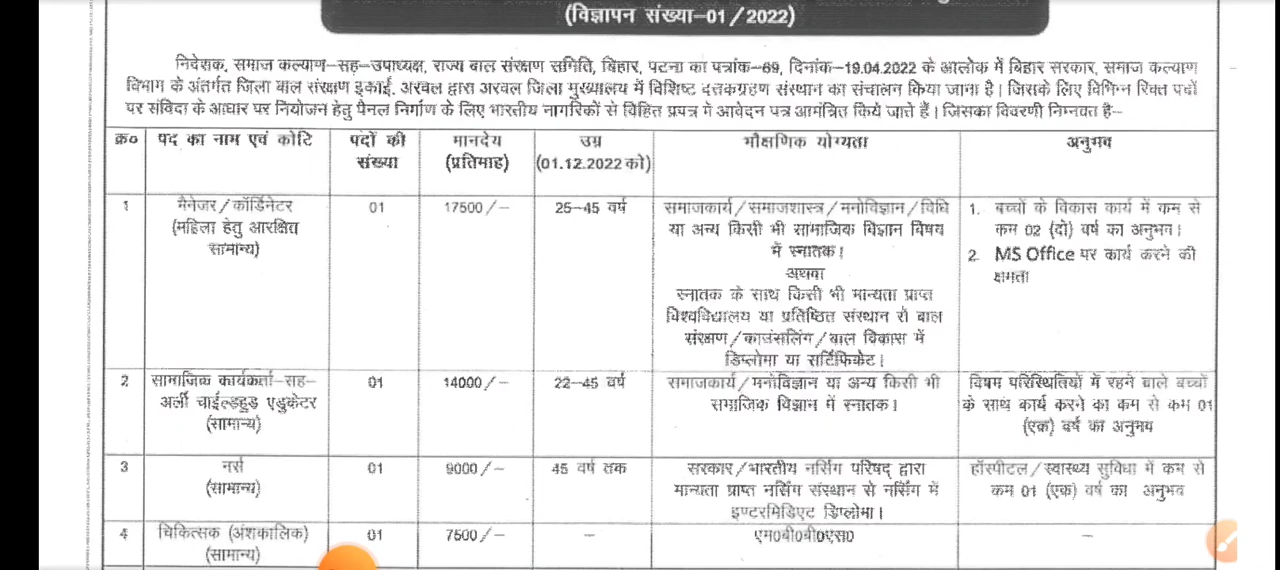 (विज्ञापन संख्या-01/2022)
निदेशक, समाज कल्याण-सह-उपाध्यक्ष, राज्य बाल संरक्षण समिति, बिहार, पटना का पत्रांक-69, दिनांक-19.04.2022 के आलोक में बिहार सरकार, समाज कल्याण
विभाग के अंतर्गत जिला बाल संरक्षण इकाई, अरवल द्वारा अरवल जिला मुख्यालय में विशिष्ट दत्तकग्रहण संस्थान का संचालन किया जाना है। जिसके लिए विभिन्न रिक्त पदों
पर संविदा के आधार पर नियोजन हेतु पैनल निर्माण के लिए भारतीय नागरिकों से विहित प्रपत्र में आवेदन पत्र आमंत्रित किये जाते हैं। जिसका विवरणी निम्नवत है-
क्र० पद का नाम एवं कोटि पदों की संख्या मानदेय (प्रतिमाह) उम्र (01.12.2022 को) भौक्षणिक योग्यता अनुभव
1 मैनेजर/कॉर्डिनेटर 01 17500/- 25-45 वर्ष समाजकार्य/समाजशास्त्र/मनोविज्ञान/विधि 1. बच्चों के विकास कार्य में कम से
(महिला हेतु आरक्षित या अन्य किसी भी सामाजिक विज्ञान विषय कम 02 (दो) वर्ष का अनुभव।
सामान्य) में स्नातक। 2. MS Office पर कार्य करने की
अथवा क्षमता
स्नातक के साथ किसी भी मान्यता प्राप्त
विश्वविद्यालय या प्रतिष्ठित संस्थान से बाल
संरक्षण/काउंसलिंग/बाल विकास में
डिप्लोमा या सर्टिफिकेट।
2 सामाजिक कार्यकर्ता-सह- 01 14000/- 22-45 वर्ष समाजकार्य/मनोविज्ञान या अन्य किसी भी विषम परिस्थितियों में रहने वाले बच्चों
अर्ली चाईल्डहुड एडुकेटर समाजिक विज्ञान में स्नातक। के साथ कार्य करने का कम से कम 01
(सामान्य) (एक) वर्ष का अनुभव
3 नर्स 01 9000/- 45 वर्ष तक सरकार/भारतीय नर्सिंग परिषद् द्वारा हॉस्पीटल/स्वास्थ्य सुविधा में कम से
(सामान्य) मान्यता प्राप्त नर्सिंग संस्थान से नर्सिंग में कम 01 (एक) वर्ष का अनुभव
इण्टरमिडिएट डिप्लोमा।
4 चिकित्सक (अंशकालिक) 01 7500/- - एम0बी0बी0एस0 -
(सामान्य)